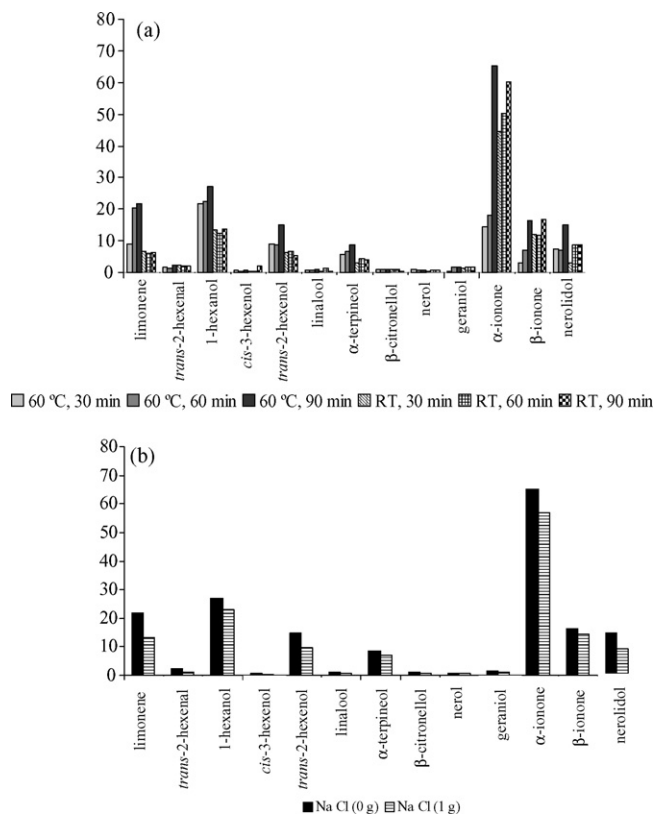 (a)
80
70
60
50
40
30
20
10
0
limonene
trans-2-hexenal
1-hexanol
cis-3-hexenol
trans-2-hexenol
linalool
α-terpineol
β-citronellol
nerol
geraniol
α-ionone
β-ionone
nerolidol
60 ºC, 30 min 60 ºC, 60 min 60 ºC, 90 min RT, 30 min RT, 60 min RT, 90 min
(b)
80
70
60
50
40
30
20
10
0
limonene
trans-2-hexenal
1-hexanol
cis-3-hexenol
trans-2-hexenol
linalool
α-terpineol
β-citronellol
nerol
geraniol
α-ionone
β-ionone
nerolidol
Na Cl (0 g) Na Cl (1 g)